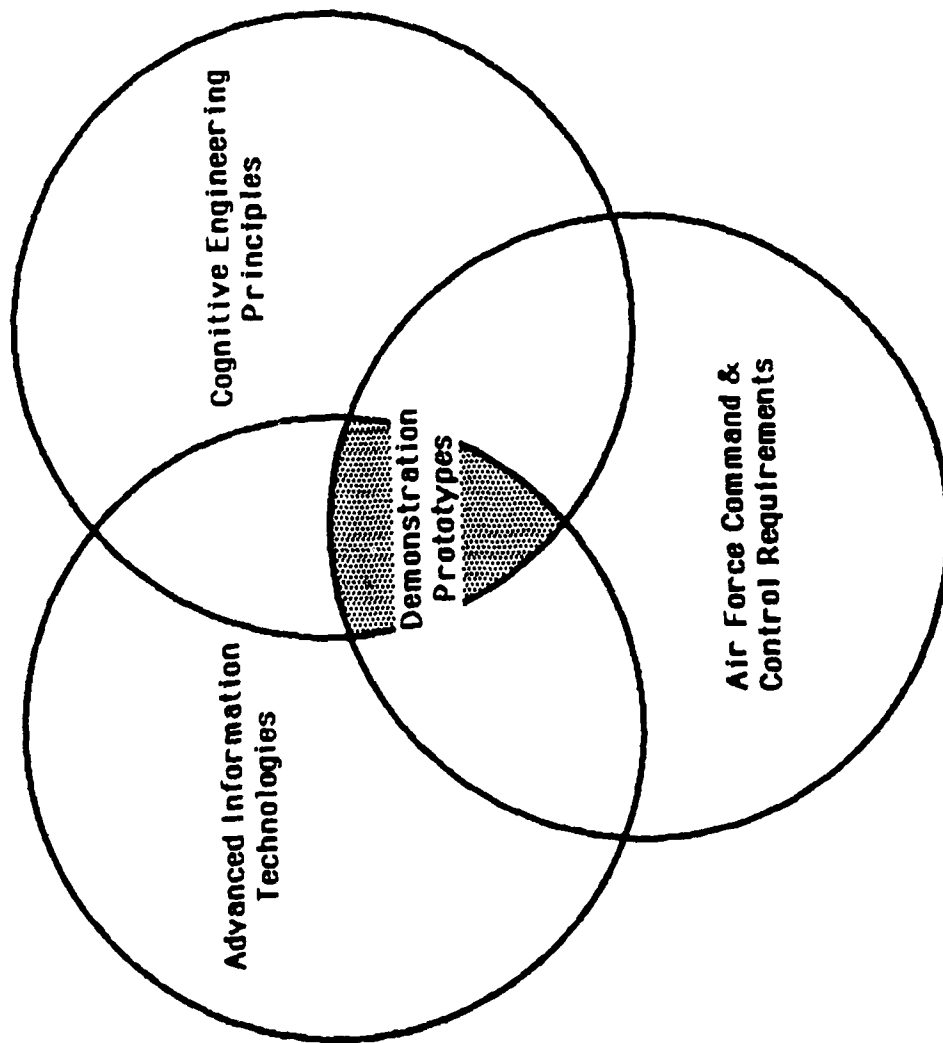 Advanced Information
Technologies
Cognitive Engineering
Principles
Demonstration
Prototypes
Air Force Command &
Control Requirements